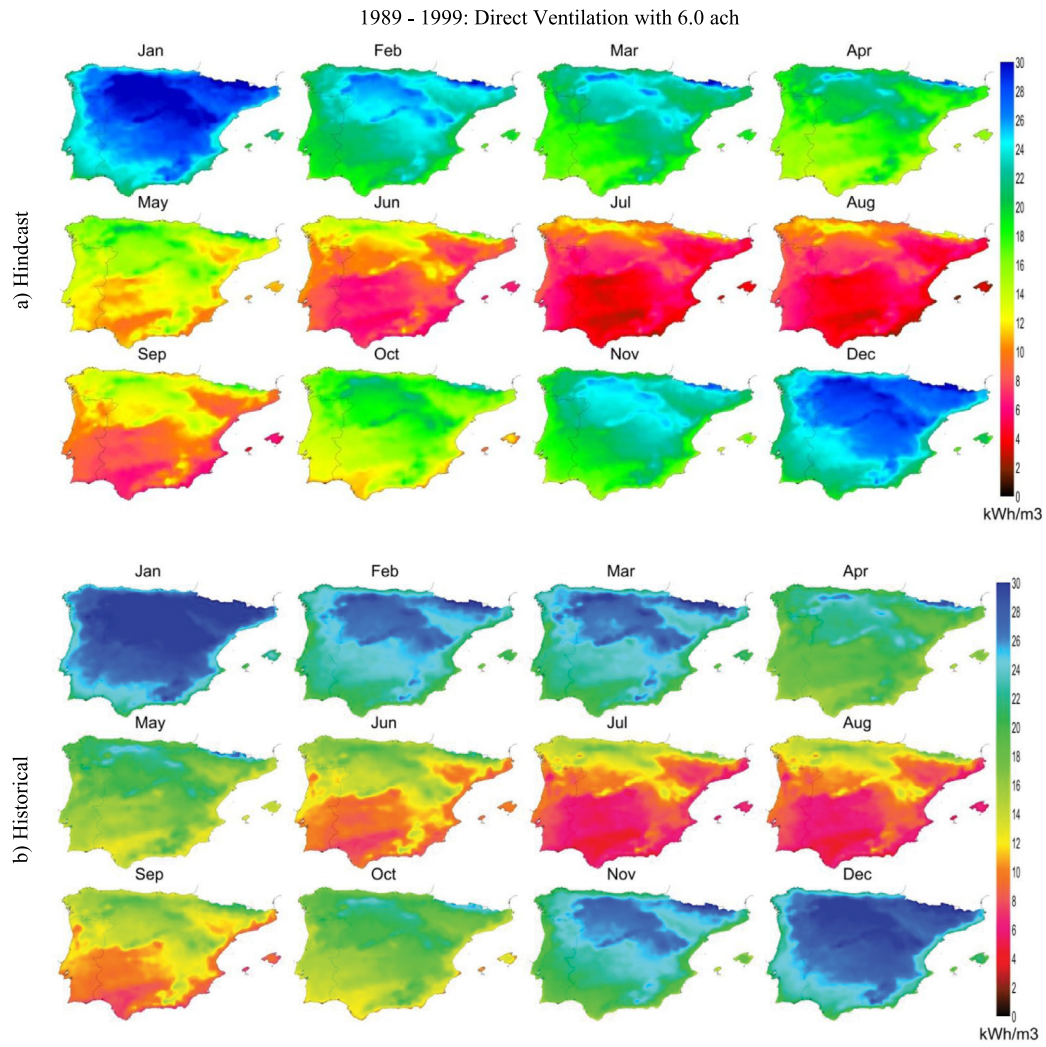 1989 - 1999: Direct Ventilation with 6.0 ach
a) Hindcast
Jan Feb Mar Apr
May Jun Jul Aug
Sep Oct Nov Dec
30
28
26
24
22
20
18
16
14
12
10
8
6
4
2
0
kWh/m3
b) Historical
Jan Feb Mar Apr
May Jun Jul Aug
Sep Oct Nov Dec
30
28
26
24
22
20
18
16
14
12
10
8
6
4
2
0
kWh/m3